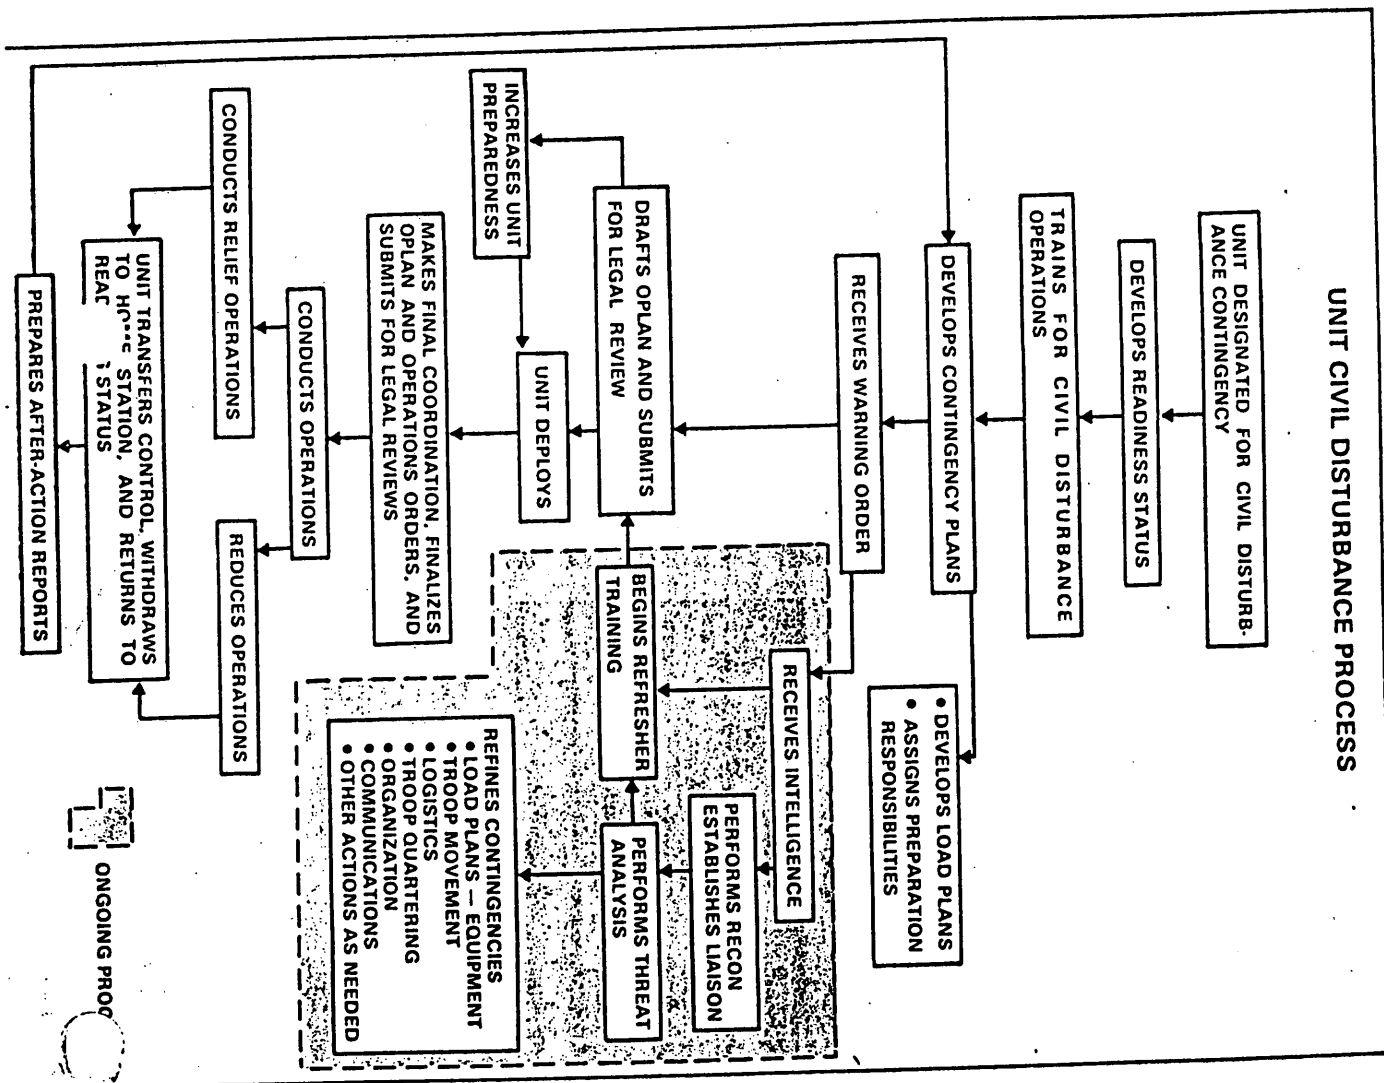 UNIT CIVIL DISTURBANCE PROCESS
UNIT DESIGNATED FOR CIVIL DISTURB-
ANCE CONTINGENCY
DEVELOPS READINESS STATUS
TRAINS FOR CIVIL DISTURBANCE
OPERATIONS
DEVELOPS CONTINGENCY PLANS
• DEVELOPS LOAD PLANS
• ASSIGNS PREPARATION
RESPONSIBILITIES
RECEIVES WARNING ORDER
RECEIVES INTELLIGENCE
PERFORMS RECON
ESTABLISHES LIAISON
DRAFTS OPLAN AND SUBMITS
FOR LEGAL REVIEW
BEGINS REFRESHER
TRAINING
PERFORMS THREAT
ANALYSIS
INCREASES UNIT
PREPAREDNESS
UNIT DEPLOYS
REFINES CONTINGENCIES
• LOAD PLANS — EQUIPMENT
• TROOP MOVEMENT
• LOGISTICS
• TROOP QUARTERING
• ORGANIZATION
• COMMUNICATIONS
• OTHER ACTIONS AS NEEDED
MAKES FINAL COORDINATION, FINALIZES
OPLAN AND OPERATIONS ORDERS, AND
SUBMITS FOR LEGAL REVIEWS
CONDUCTS OPERATIONS
CONDUCTS RELIEF OPERATIONS
REDUCES OPERATIONS
UNIT TRANSFERS CONTROL, WITHDRAWS
TO STATION, AND RETURNS TO
STATUS
PREPARES AFTER-ACTION REPORTS
ONGOING PROC